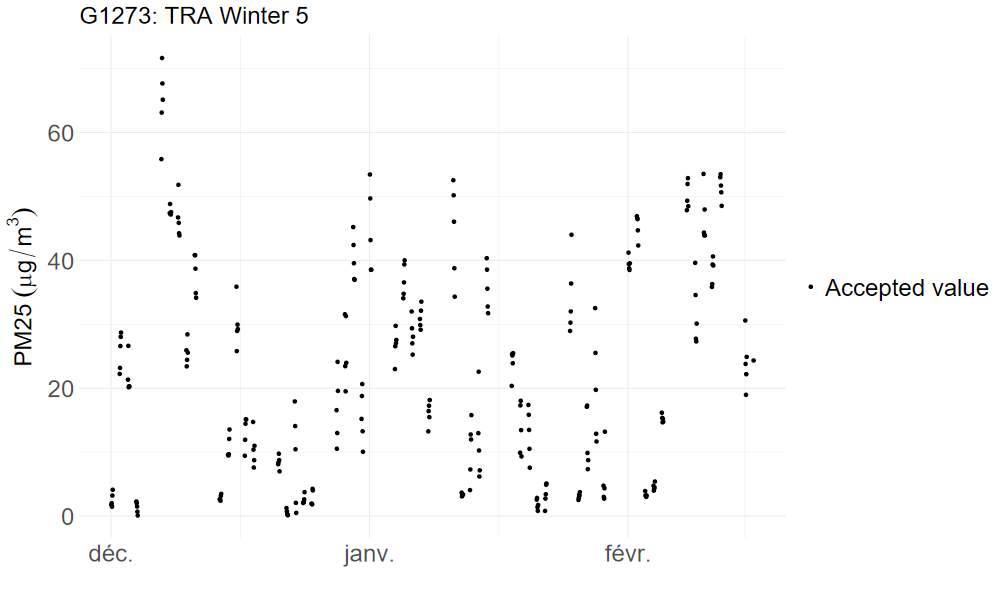 G1273: TRA Winter 5
PM25 (µg/m³)
60
40
20
0
déc.
janv.
févr.
Accepted value